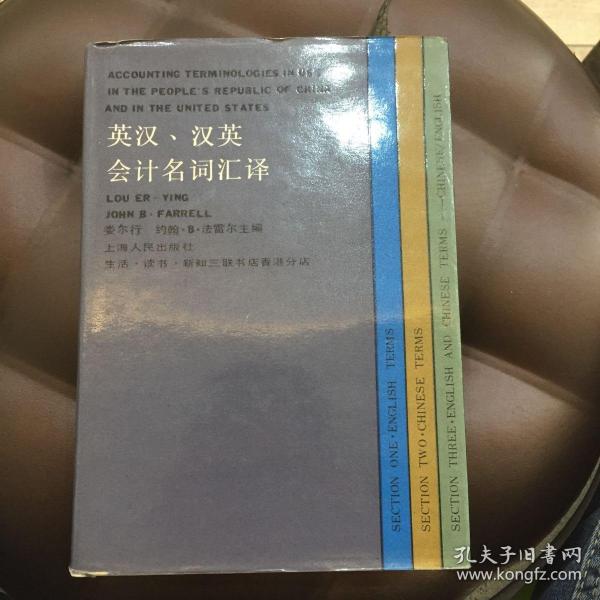 ACCOUNTING TERMINOLOGIES IN USE
IN THE PEOPLE'S REPUBLIC OF CHINA
AND IN THE UNITED STATES
英汉、汉英
会计名词汇译
LOU ER-YING
JOHN B·FARRELL
娄尔行 约翰·B·法雷尔主编
上海人民出版社
生活·读书·新知三联书店香港分店
SECTION ONE·ENGLISH TERMS
SECTION TWO·CHINESE TERMS
SECTION THREE·ENGLISH AND CHINESE TERMS——CHINESE/ENGLISH
孔夫子旧书网
www.kongfz.com